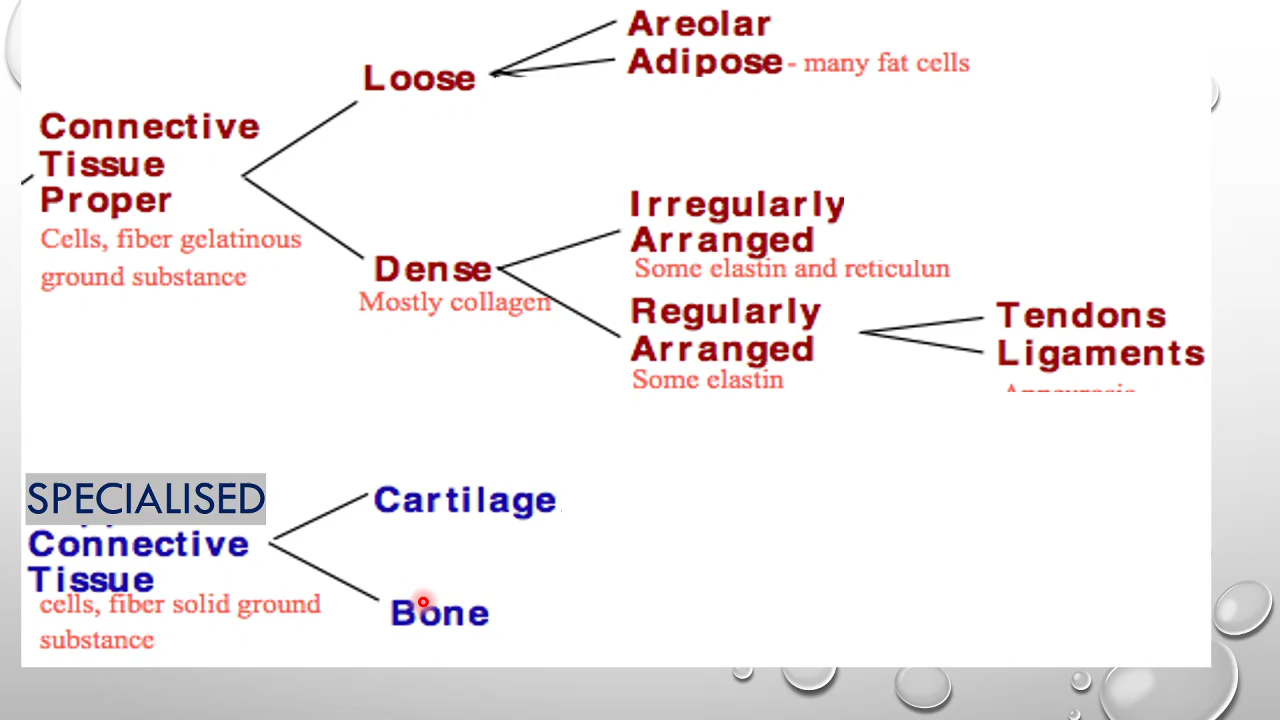 Areolar
Adipose - many fat cells
Loose
Connective
Tissue
Proper
Cells, fiber gelatinous
ground substance
Dense
Mostly collagen
Irregularly
Arranged
Some elastin and reticulun
Regularly
Arranged
Some elastin
Tendons
Ligaments
SPECIALISED
Connective
Tissue
cells, fiber solid ground
substance
Cartilage
Bone